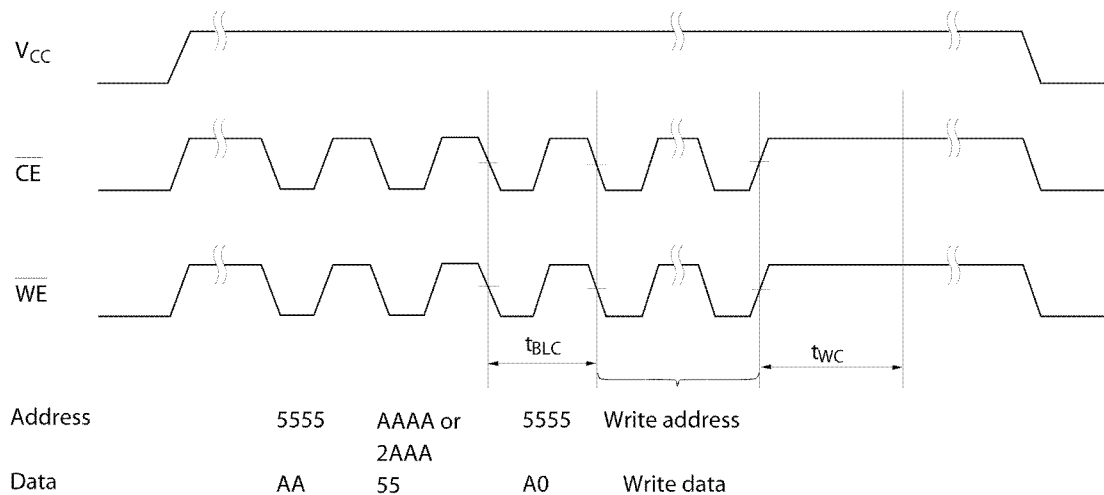 VCC
CE
WE
tBLC
tWC
Address 5555 AAAA or 5555 Write address
2AAA
Data AA 55 A0 Write data